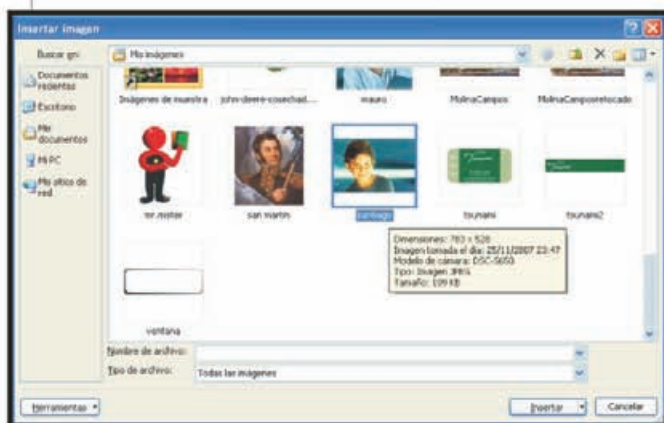 Insertar imagen
Buscar en:
Mis imágenes
Documentos recientes
Escritorio
Mis documentos
Mi PC
Mis sitios de red
Imágenes de muestra
john-deere-cosechad...
mauro
MolinaCampos
MolinaCamposretocado
mr.mister
san martin
santiago
tsunami
tsunami2
Dimensiones: 783 x 528
Imagen tomada el día: 25/11/2007 23:47
Modelo de cámara: DSC-S650
Tipo: Imagen JPEG
Tamaño: 109 KB
ventana
Nombre de archivo:
Tipo de archivo:
Todas las imágenes
Herramientas
Insertar
Cancelar